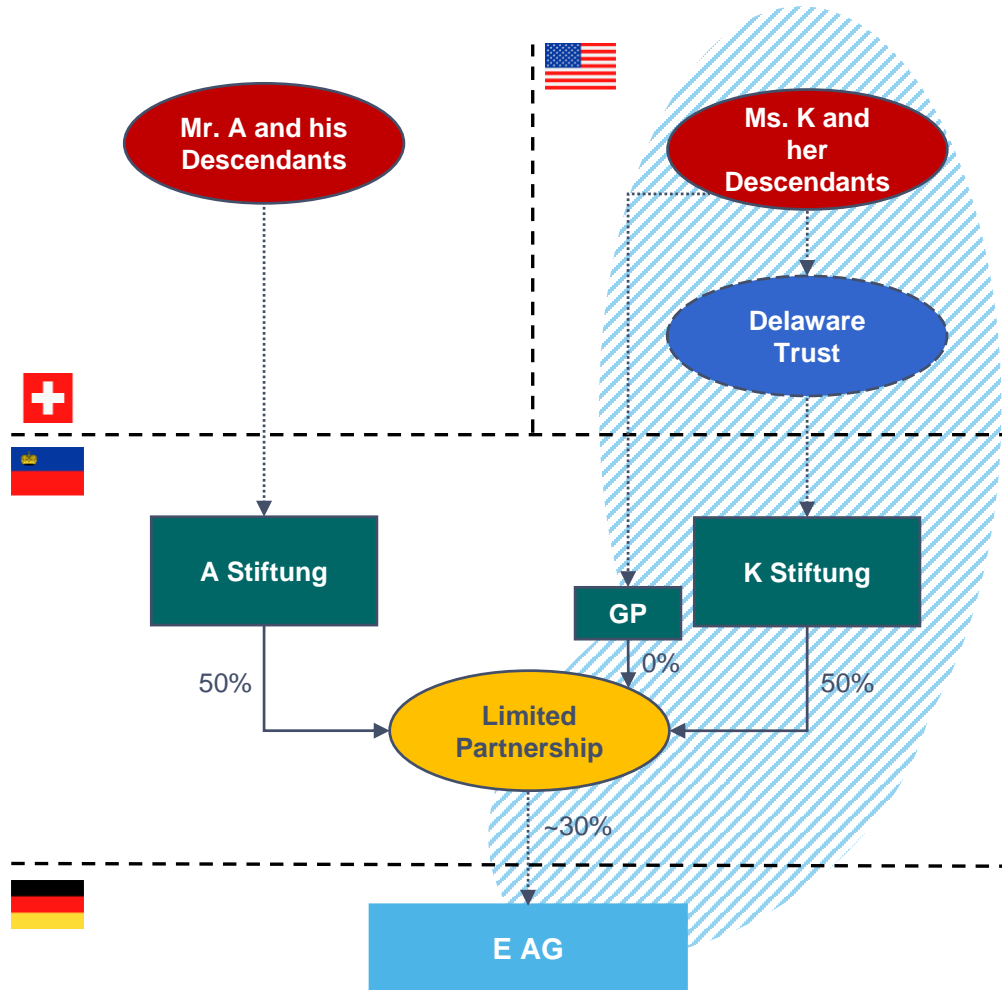 Mr. A and his
Descendants
Ms. K and
her
Descendants
Delaware
Trust
A Stiftung
K Stiftung
GP
50%
0%
50%
Limited
Partnership
~30%
E AG